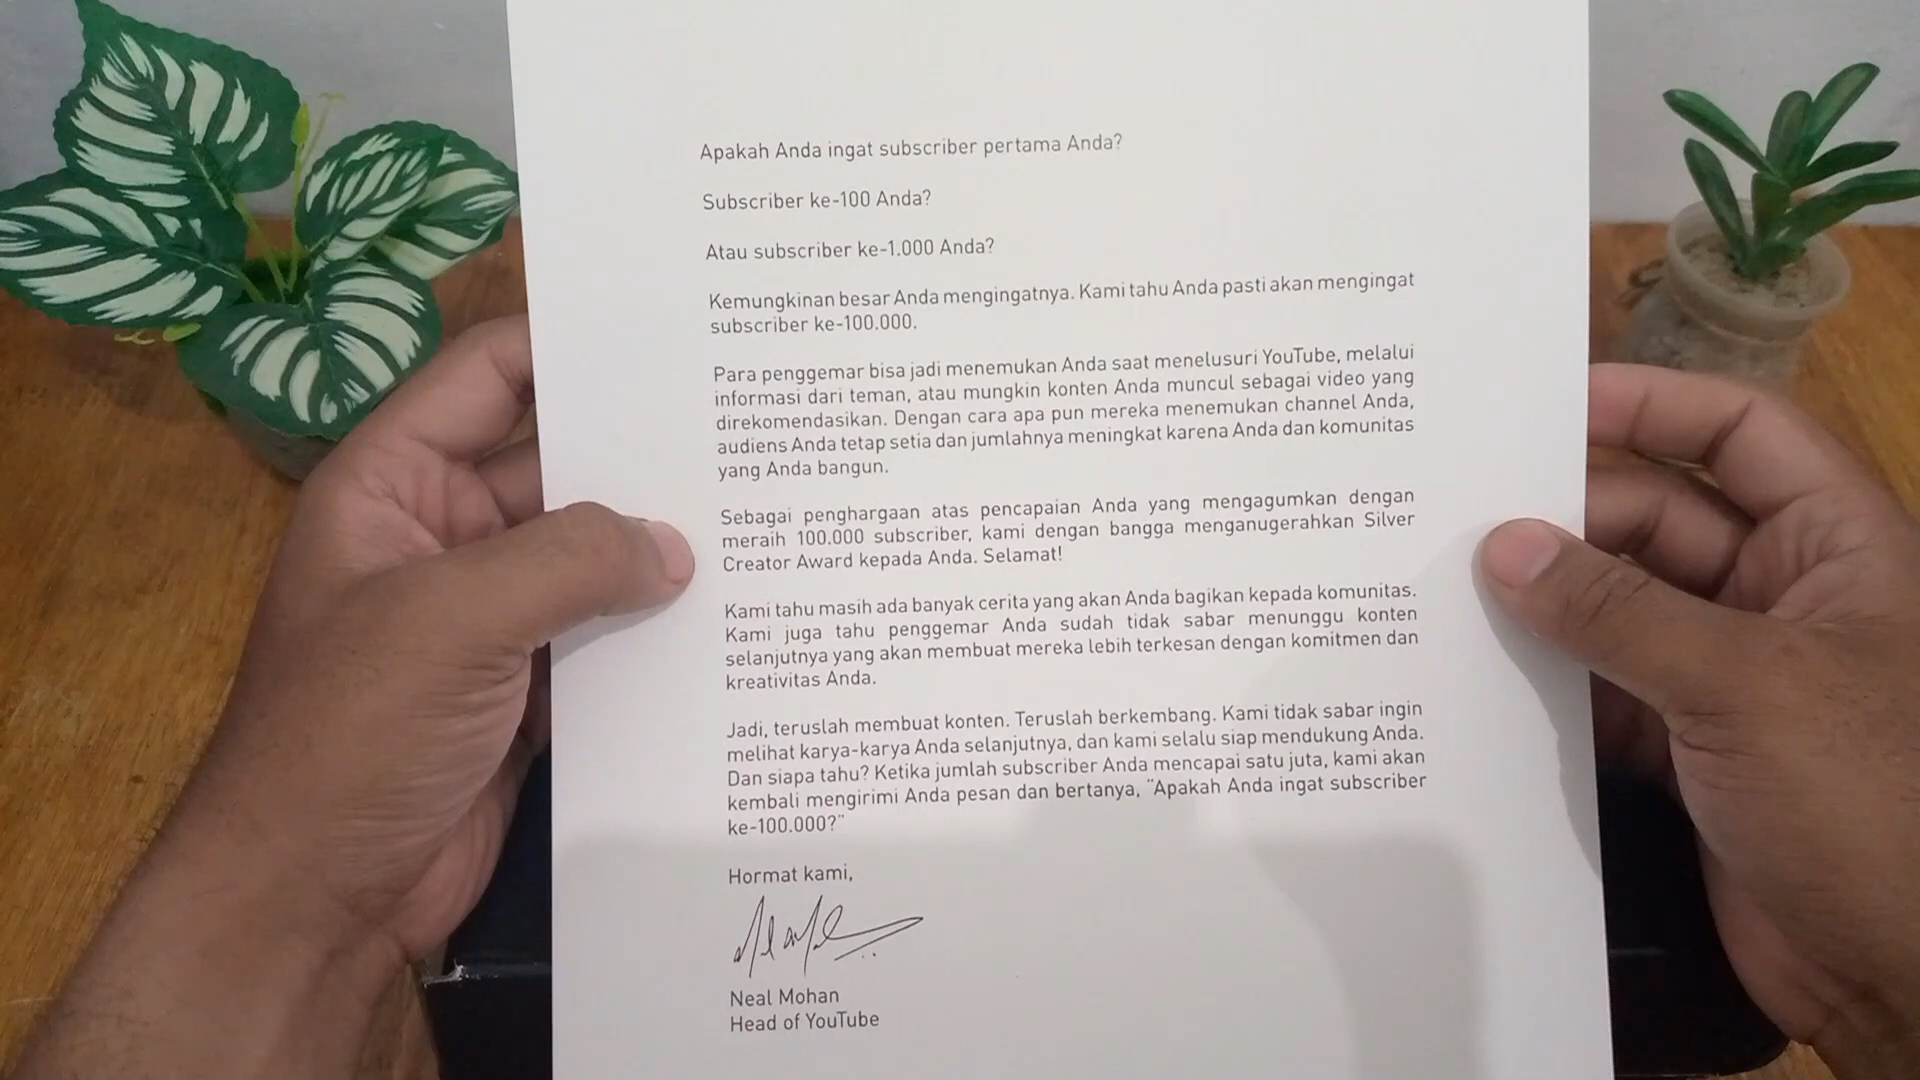 Apakah Anda ingat subscriber pertama Anda?
Subscriber ke-100 Anda?
Atau subscriber ke-1.000 Anda?
Kemungkinan besar Anda mengingatnya. Kami tahu Anda pasti akan mengingat
subscriber ke-100.000.
Para penggemar bisa jadi menemukan Anda saat menelusuri YouTube, melalui
informasi dari teman, atau mungkin konten Anda muncul sebagai video yang
direkomendasikan. Dengan cara apa pun mereka menemukan channel Anda,
audiens Anda tetap setia dan jumlahnya meningkat karena Anda dan komunitas
yang Anda bangun.
Sebagai penghargaan atas pencapaian Anda yang mengagumkan dengan
meraih 100.000 subscriber, kami dengan bangga menganugerahkan Silver
Creator Award kepada Anda. Selamat!
Kami tahu masih ada banyak cerita yang akan Anda bagikan kepada komunitas.
Kami juga tahu penggemar Anda sudah tidak sabar menunggu konten
selanjutnya yang akan membuat mereka lebih terkesan dengan komitmen dan
kreativitas Anda.
Jadi, teruslah membuat konten. Teruslah berkembang. Kami tidak sabar ingin
melihat karya-karya Anda selanjutnya, dan kami selalu siap mendukung Anda.
Dan siapa tahu? Ketika jumlah subscriber Anda mencapai satu juta, kami akan
kembali mengirimi Anda pesan dan bertanya, "Apakah Anda ingat subscriber
ke-100.000?"
Hormat kami,
Neal Mohan
Head of YouTube